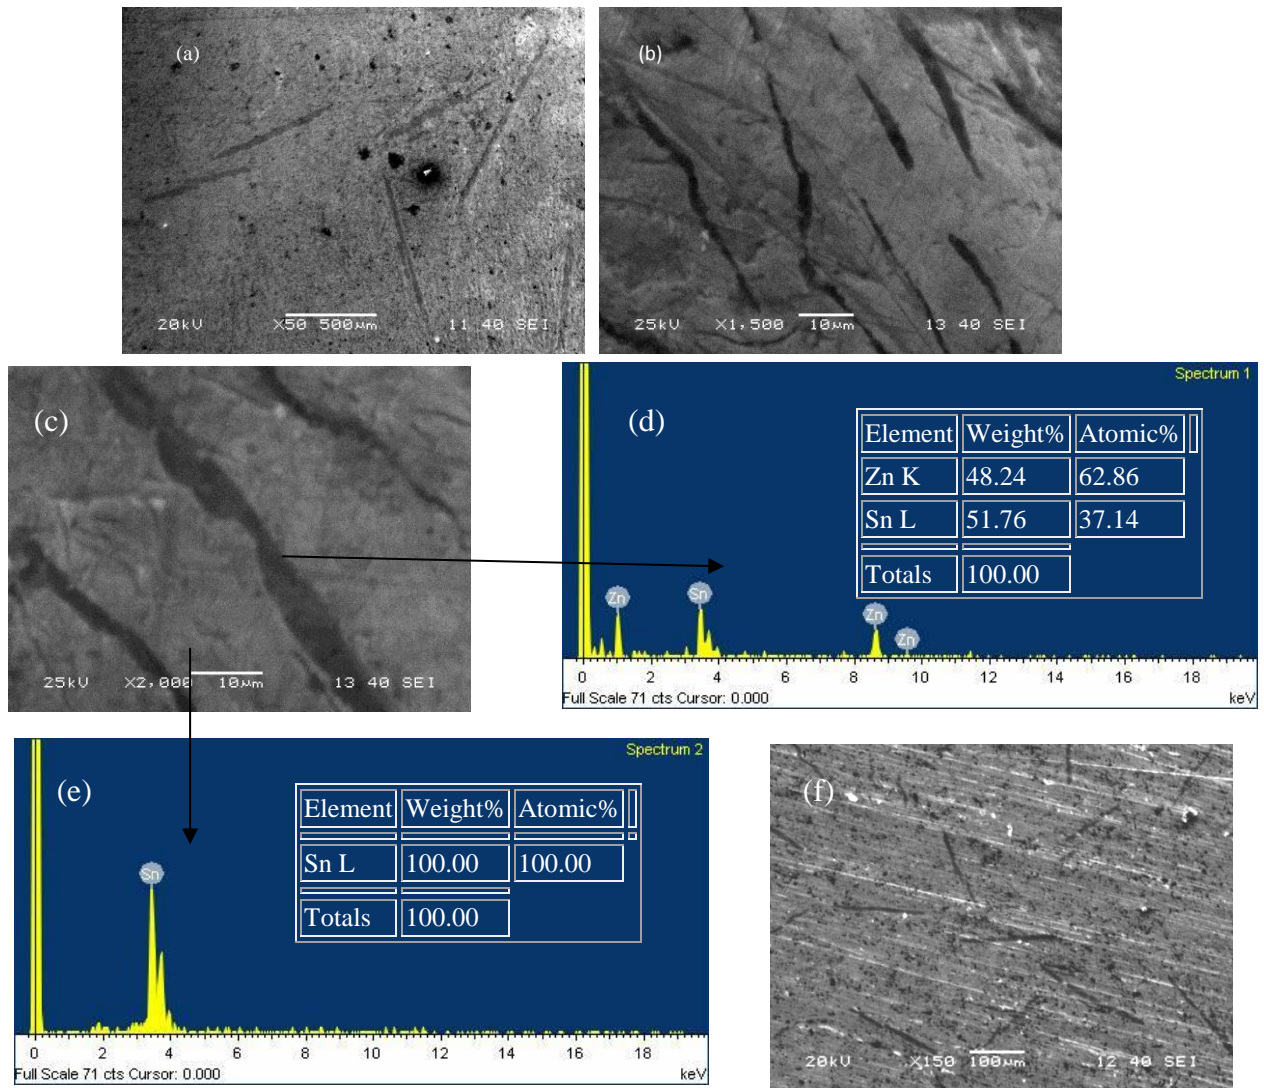 (a)
20kV X50 500μm 11 40 SEI
(b)
25kV X1,500 10μm 13 40 SEI
(c)
25kV X2,000 10μm 13 40 SEI
Spectrum 1
(d)
Element Weight% Atomic%
Zn K 48.24 62.86
Sn L 51.76 37.14
Totals 100.00
Zn Sn Zn Zn
0 2 4 6 8 10 12 14 16 18
Full Scale 71 cts Cursor: 0.000 keV
Spectrum 2
(e)
Element Weight% Atomic%
Sn L 100.00 100.00
Totals 100.00
Sn
0 2 4 6 8 10 12 14 16 18
Full Scale 71 cts Cursor: 0.000 keV
(f)
20kV X150 100μm 12 40 SEI